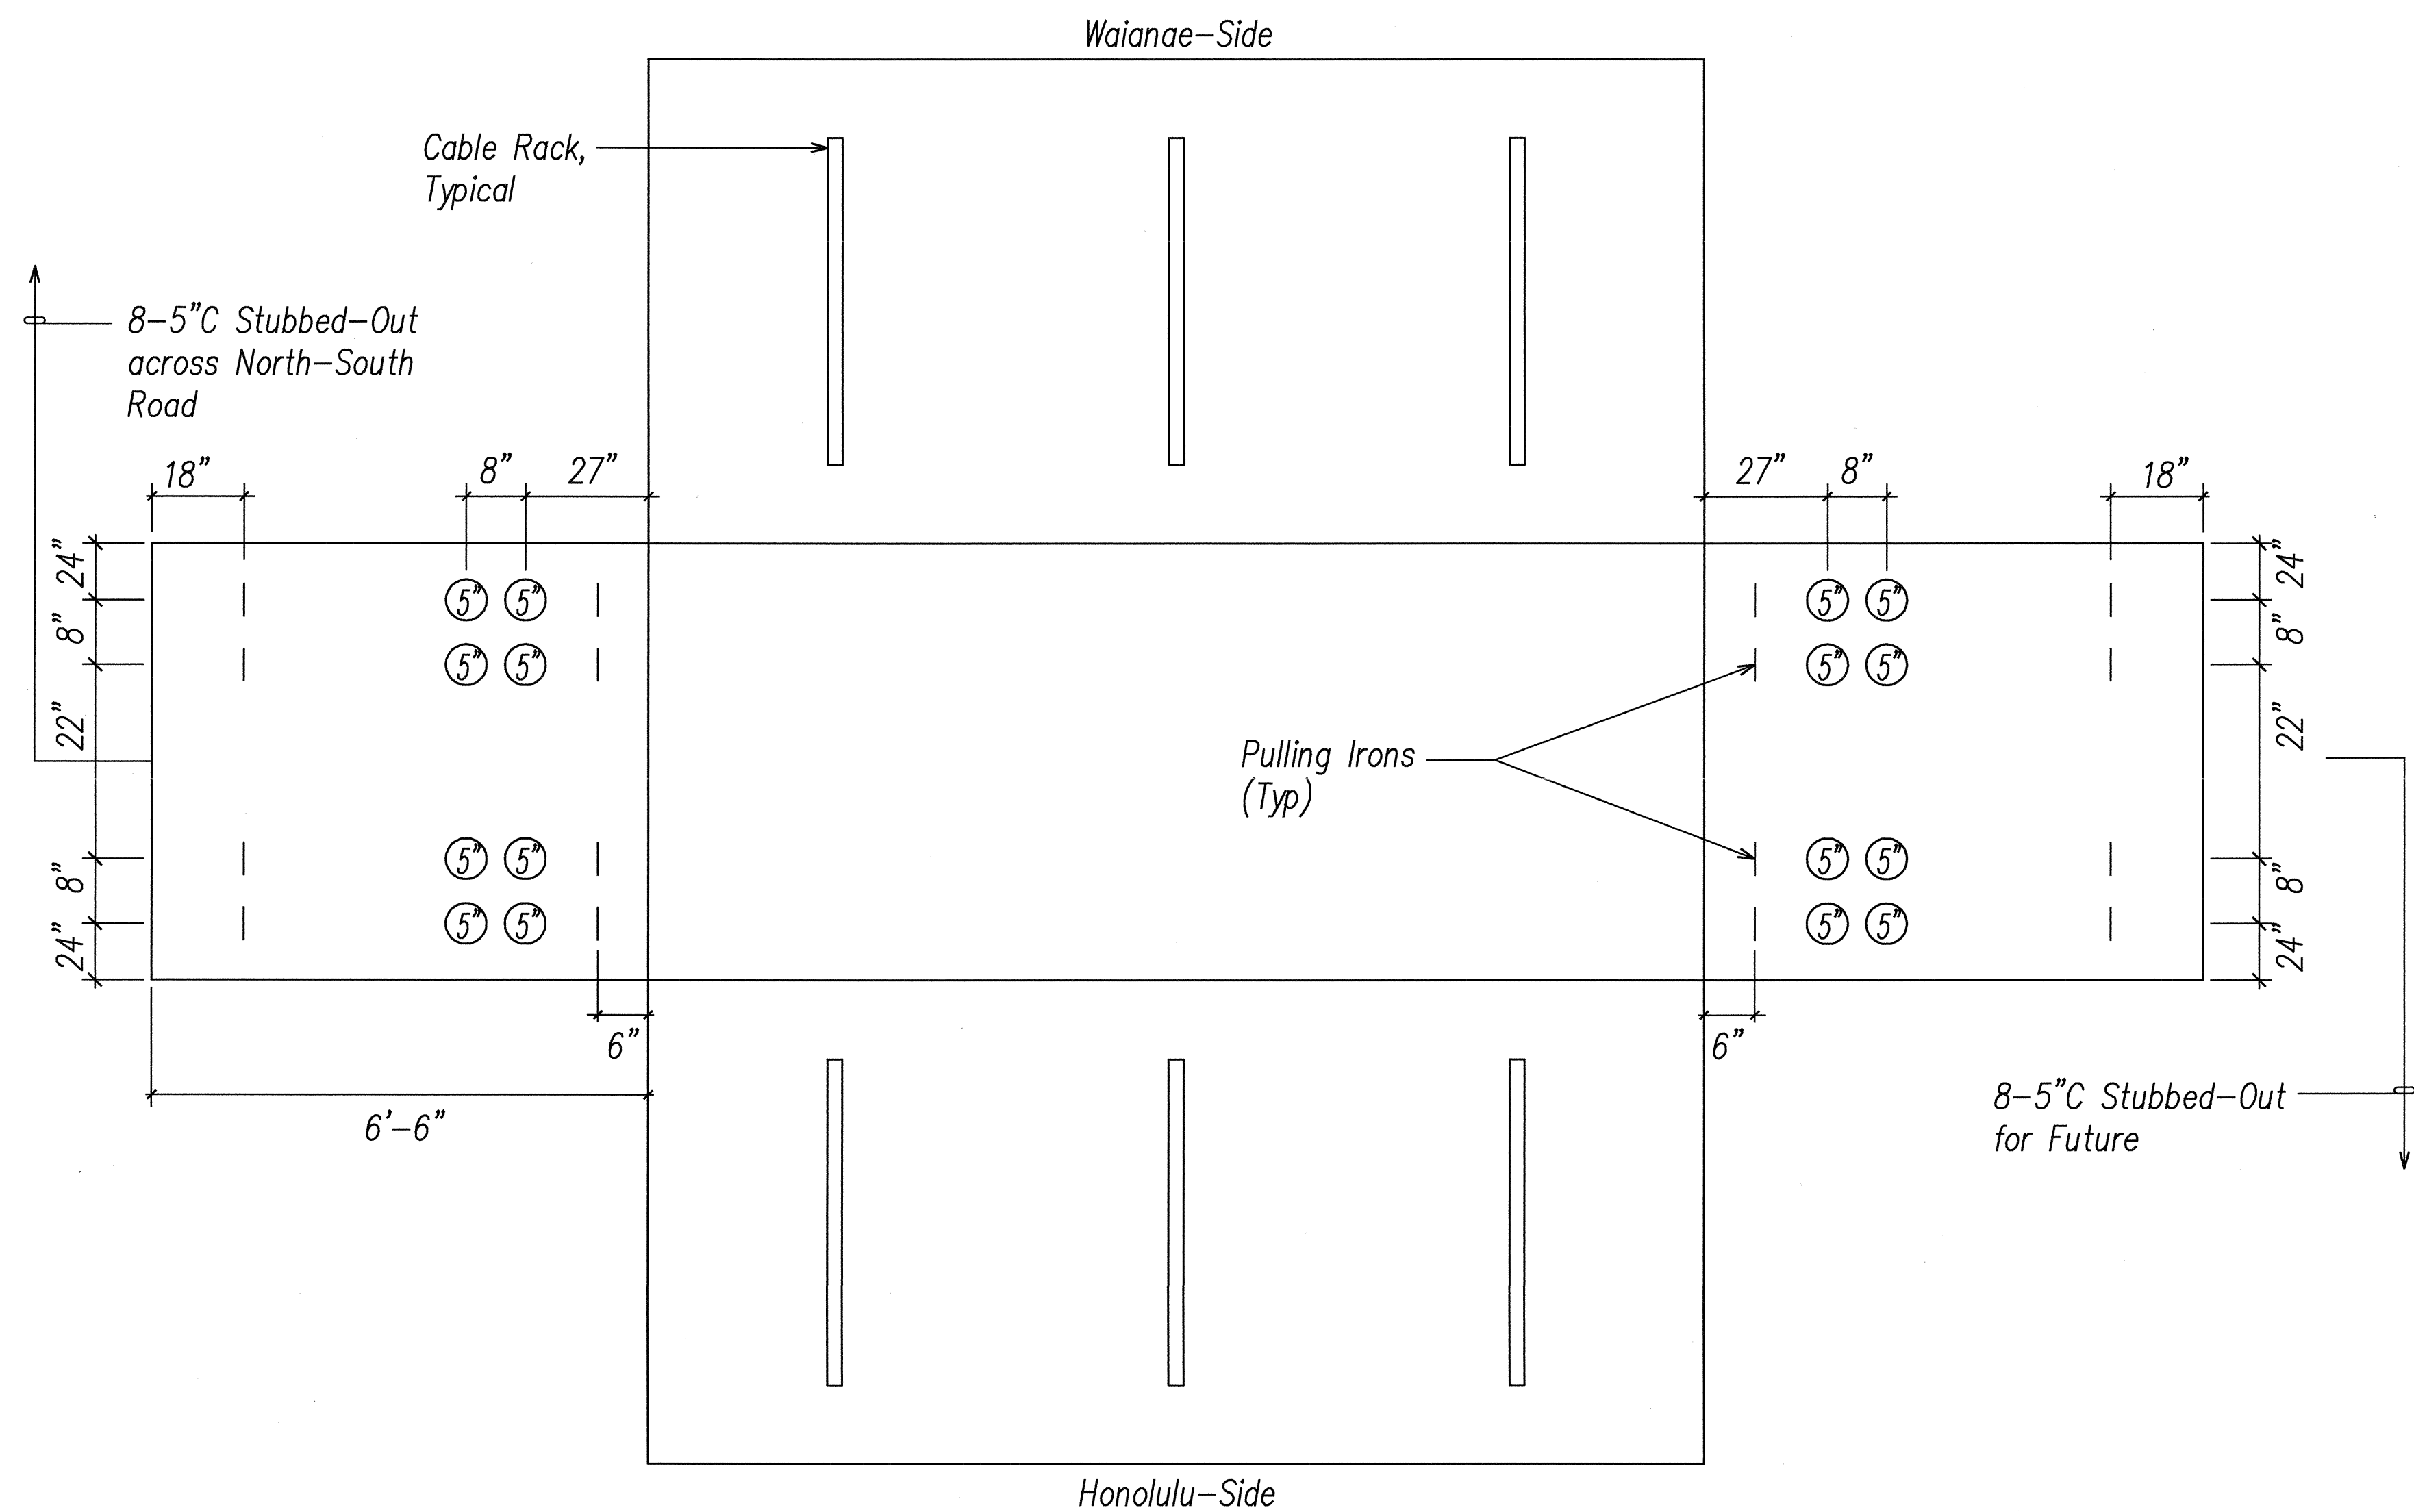 Waianae-Side
Cable Rack,
Typical
8-5"C Stubbed-Out
across North-South
Road
18"
8"
27"
27"
8"
18"
24"
8"
22"
8"
24"
5" 5"
5" 5"
5" 5"
5" 5"
5" 5"
5" 5"
5" 5"
5" 5"
24"
8"
22"
8"
24"
Pulling Irons
(Typ)
6"
6"
6'-6"
8-5"C Stubbed-Out
for Future
Honolulu-Side